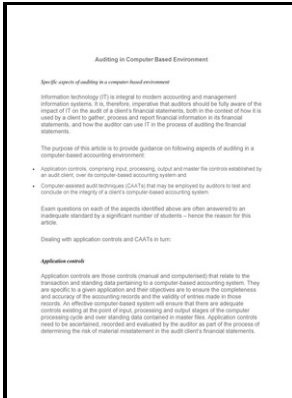 Auditing in Computer Based Environment
Specific aspects of auditing in a computer-based environment
Information technology (IT) is integral to modern accounting and management
information systems. It is, therefore, imperative that auditors should be fully aware of the
impact of IT on the audit of a client's financial statements, both in the context of how it is
used by a client to gather, process and report financial information in its financial
statements, and how the auditor can use IT in the process of auditing the financial
statements.
The purpose of this article is to provide guidance on following aspects of auditing in a
computer-based accounting environment:
• Application controls, comprising input, processing, output and master file controls established by
an audit client, over its computer-based accounting system and
• Computer-assisted audit techniques (CAATs) that may be employed by auditors to test and
conclude on the integrity of a client's computer-based accounting system.
Exam questions on each of the aspects identified above are often answered to an
inadequate standard by a significant number of students – hence the reason for this
article.
Dealing with application controls and CAATs in turn:
Application controls
Application controls are those controls (manual and computerised) that relate to the
transaction and standing data pertaining to a computer-based accounting system. They
are specific to a given application and their objectives are to ensure the completeness
and accuracy of the accounting records and the validity of entries made in those
records. An effective computer-based system will ensure that there are adequate
controls existing at the point of input, processing and output stages of the computer
processing cycle and over standing data contained in master files. Application controls
need to be ascertained, recorded and evaluated by the auditor as part of the process of
determining the risk of material misstatement in the audit client's financial statements.